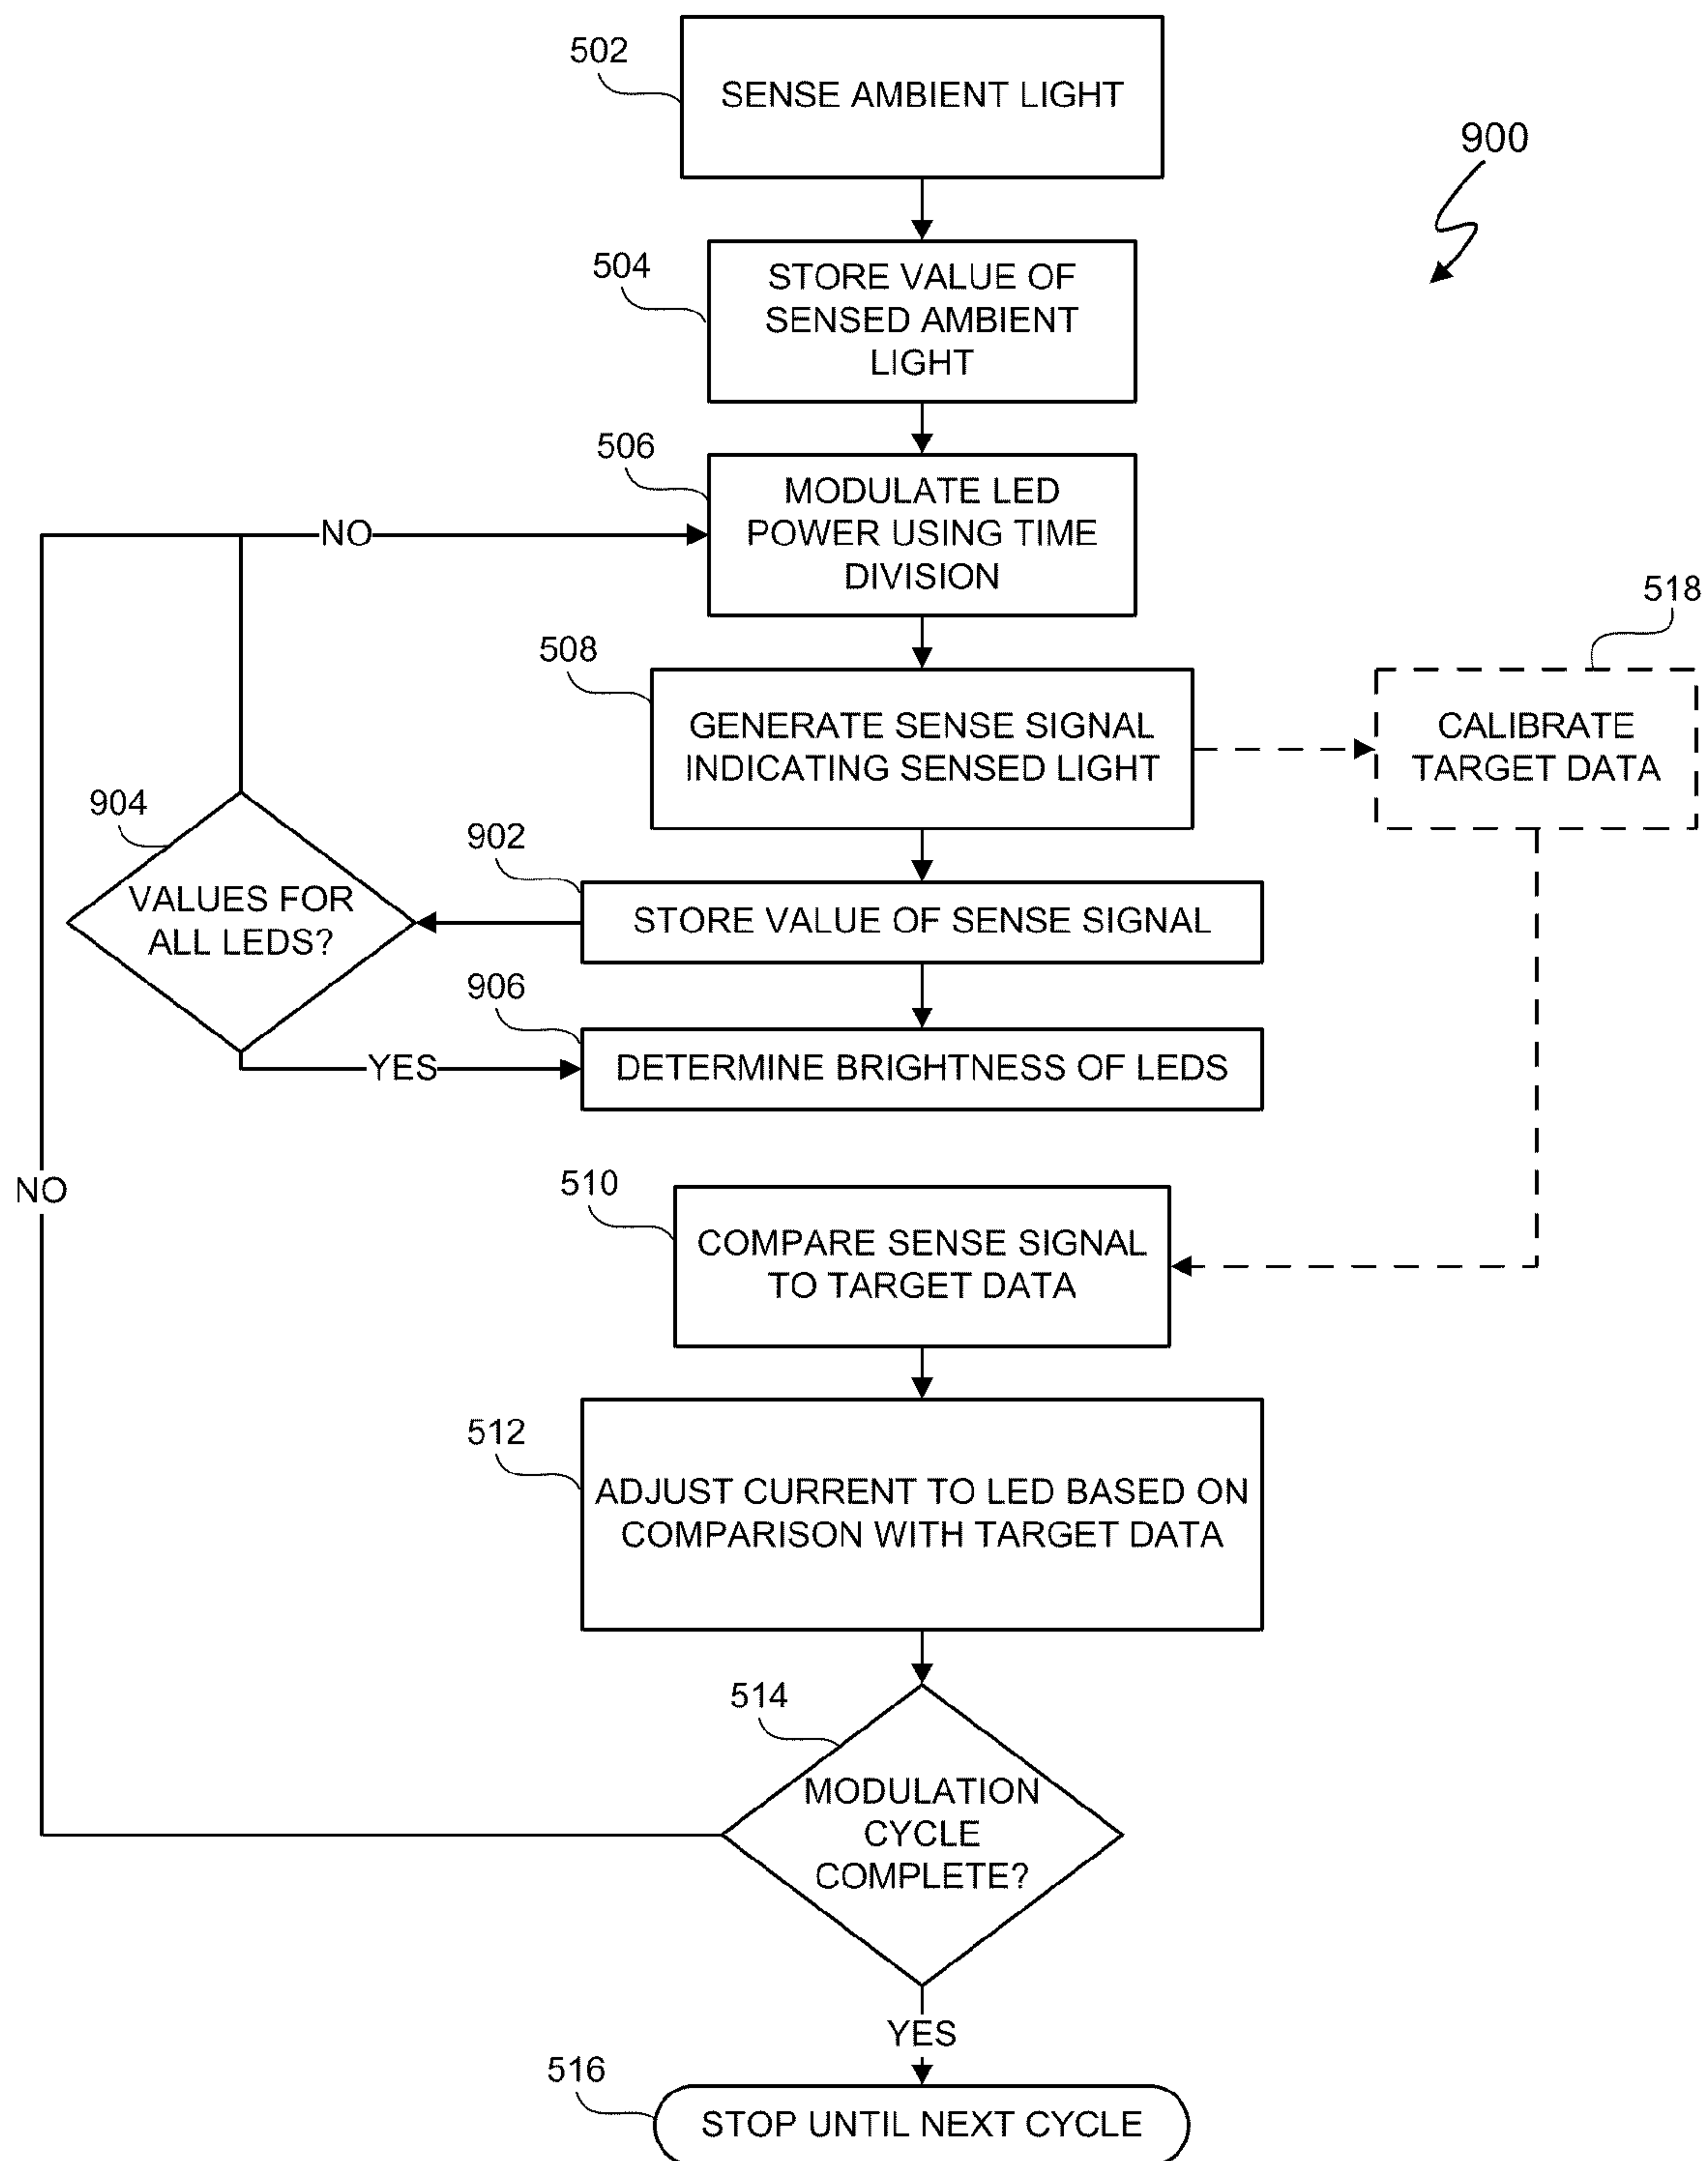 502
SENSE AMBIENT LIGHT
900
504
STORE VALUE OF
SENSED AMBIENT
LIGHT
506
MODULATE LED
POWER USING TIME
DIVISION
NO
518
508
GENERATE SENSE SIGNAL
INDICATING SENSED LIGHT
CALIBRATE
TARGET DATA
904
VALUES FOR
ALL LEDS?
902
STORE VALUE OF SENSE SIGNAL
906
YES
DETERMINE BRIGHTNESS OF LEDS
NO
510
COMPARE SENSE SIGNAL
TO TARGET DATA
512
ADJUST CURRENT TO LED BASED ON
COMPARISON WITH TARGET DATA
514
MODULATION
CYCLE
COMPLETE?
YES
516
STOP UNTIL NEXT CYCLE